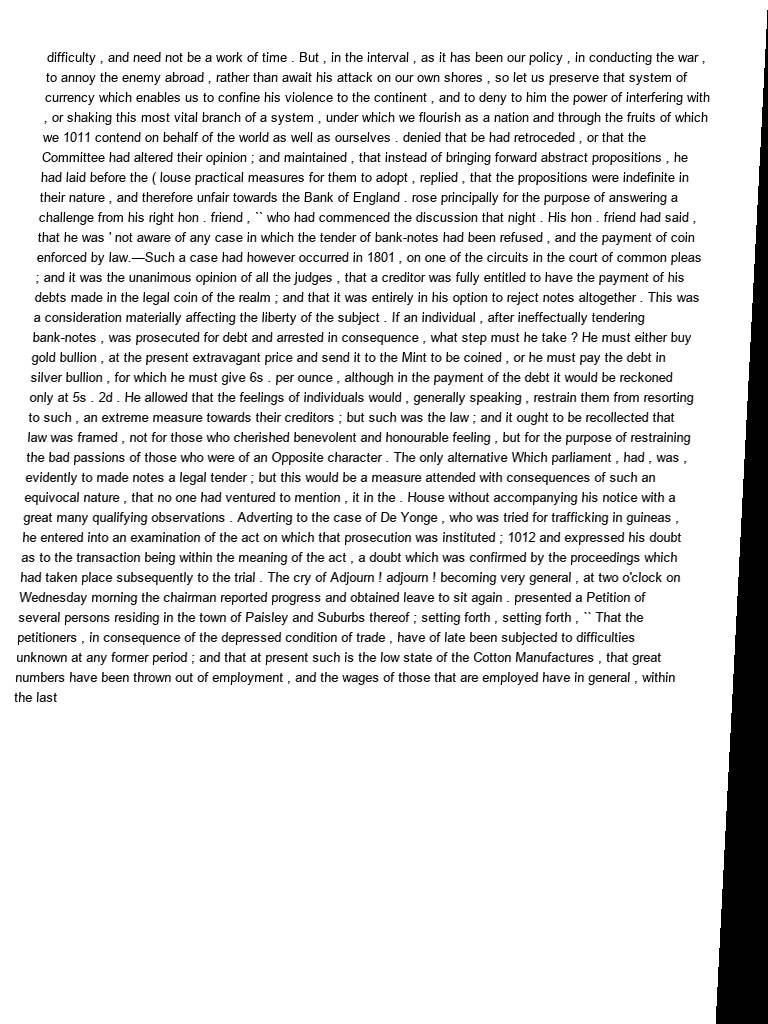 difficulty , and need not be a work of time . But , in the interval , as it has been our policy , in conducting the war ,
to annoy the enemy abroad , rather than await his attack on our own shores , so let us preserve that system of
currency which enables us to confine his violence to the continent , and to deny to him the power of interfering with
, or shaking this most vital branch of a system , under which we flourish as a nation and through the fruits of which
we 1011 contend on behalf of the world as well as ourselves . denied that be had retroceded , or that the
Committee had altered their opinion ; and maintained , that instead of bringing forward abstract propositions , he
had laid before the ( louse practical measures for them to adopt , replied , that the propositions were indefinite in
their nature , and therefore unfair towards the Bank of England . rose principally for the purpose of answering a
challenge from his right hon . friend , `` who had commenced the discussion that night . His hon . friend had said ,
that he was ' not aware of any case in which the tender of bank-notes had been refused , and the payment of coin
enforced by law.—Such a case had however occurred in 1801 , on one of the circuits in the court of common pleas
; and it was the unanimous opinion of all the judges , that a creditor was fully entitled to have the payment of his
debts made in the legal coin of the realm ; and that it was entirely in his option to reject notes altogether . This was
a consideration materially affecting the liberty of the subject . If an individual , after ineffectually tendering
bank-notes , was prosecuted for debt and arrested in consequence , what step must he take ? He must either buy
gold bullion , at the present extravagant price and send it to the Mint to be coined , or he must pay the debt in
silver bullion , for which he must give 6s . per ounce , although in the payment of the debt it would be reckoned
only at 5s . 2d . He allowed that the feelings of individuals would , generally speaking , restrain them from resorting
to such , an extreme measure towards their creditors ; but such was the law ; and it ought to be recollected that
law was framed , not for those who cherished benevolent and honourable feeling , but for the purpose of restraining
the bad passions of those who were of an Opposite character . The only alternative Which parliament , had , was ,
evidently to made notes a legal tender ; but this would be a measure attended with consequences of such an
equivocal nature , that no one had ventured to mention , it in the . House without accompanying his notice with a
great many qualifying observations . Adverting to the case of De Yonge , who was tried for trafficking in guineas ,
he entered into an examination of the act on which that prosecution was instituted ; 1012 and expressed his doubt
as to the transaction being within the meaning of the act , a doubt which was confirmed by the proceedings which
had taken place subsequently to the trial . The cry of Adjourn ! adjourn ! becoming very general , at two o'clock on
Wednesday morning the chairman reported progress and obtained leave to sit again . presented a Petition of
several persons residing in the town of Paisley and Suburbs thereof ; setting forth , setting forth , `` That the
petitioners , in consequence of the depressed condition of trade , have of late been subjected to difficulties
unknown at any former period ; and that at present such is the low state of the Cotton Manufactures , that great
numbers have been thrown out of employment , and the wages of those that are employed have in general , within
the last